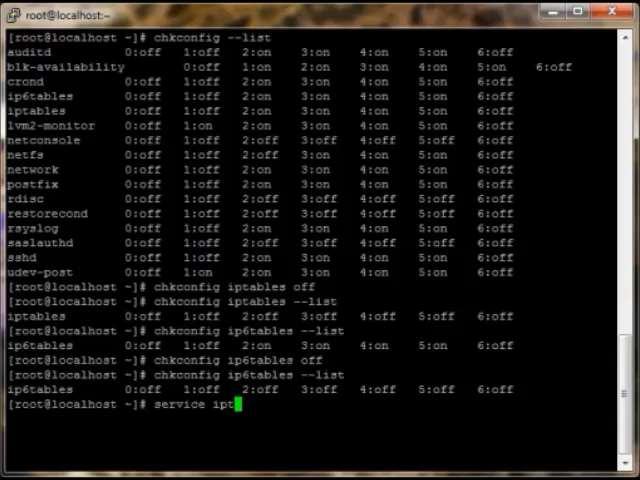 root@localhost:~
[root@localhost ~]# chkconfig --list
auditd 0:off 1:off 2:on 3:on 4:on 5:on 6:off
blk-availability 0:off 1:on 2:on 3:on 4:on 5:on 6:off
crond 0:off 1:off 2:on 3:on 4:on 5:on 6:off
ip6tables 0:off 1:off 2:on 3:on 4:on 5:on 6:off
iptables 0:off 1:off 2:on 3:on 4:on 5:on 6:off
lvm2-monitor 0:off 1:on 2:on 3:on 4:on 5:on 6:off
netconsole 0:off 1:off 2:off 3:off 4:off 5:off 6:off
netfs 0:off 1:off 2:off 3:on 4:on 5:on 6:off
network 0:off 1:off 2:on 3:on 4:on 5:on 6:off
postfix 0:off 1:off 2:on 3:on 4:on 5:on 6:off
rdisc 0:off 1:off 2:off 3:off 4:off 5:off 6:off
restorecond 0:off 1:off 2:off 3:off 4:off 5:off 6:off
rsyslog 0:off 1:off 2:on 3:on 4:on 5:on 6:off
saslauthd 0:off 1:off 2:off 3:off 4:off 5:off 6:off
sshd 0:off 1:off 2:on 3:on 4:on 5:on 6:off
udev-post 0:off 1:on 2:on 3:on 4:on 5:on 6:off
[root@localhost ~]# chkconfig iptables off
[root@localhost ~]# chkconfig iptables --list
iptables 0:off 1:off 2:off 3:off 4:off 5:off 6:off
[root@localhost ~]# chkconfig ip6tables --list
ip6tables 0:off 1:off 2:on 3:on 4:on 5:on 6:off
[root@localhost ~]# chkconfig ip6tables off
[root@localhost ~]# chkconfig ip6tables --list
ip6tables 0:off 1:off 2:off 3:off 4:off 5:off 6:off
[root@localhost ~]# service ipt